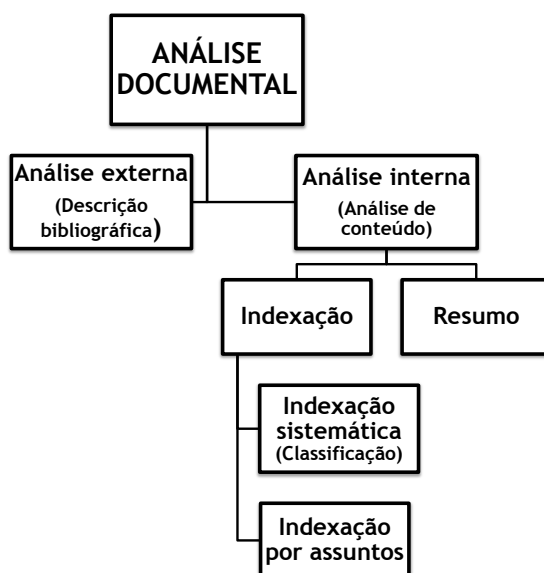 ANÁLISE
DOCUMENTAL
Análise externa
(Descrição
bibliográfica)
Análise interna
(Análise de
conteúdo)
Indexação
Resumo
Indexação
sistemática
(Classificação)
Indexação
por assuntos